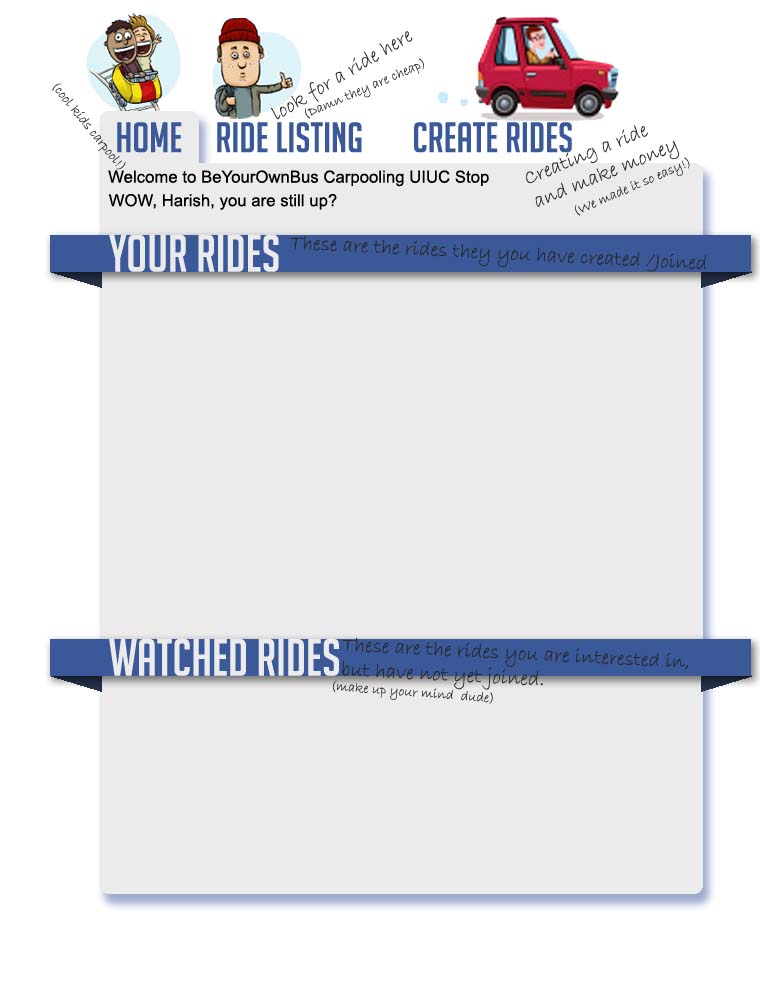 (cool kids carpool!)
Look for a ride here
(Damn they are cheap)
HOME
RIDE LISTING
CREATE RIDES
Creating a ride
and make money
(We made it so easy!)
Welcome to BeYourOwnBus Carpooling UIUC Stop
WOW, Harish, you are still up?
YOUR RIDES
These are the rides they you have created /Joined
WATCHED RIDES
These are the rides you are interested in,
but have not yet joined.
(make up your mind dude)